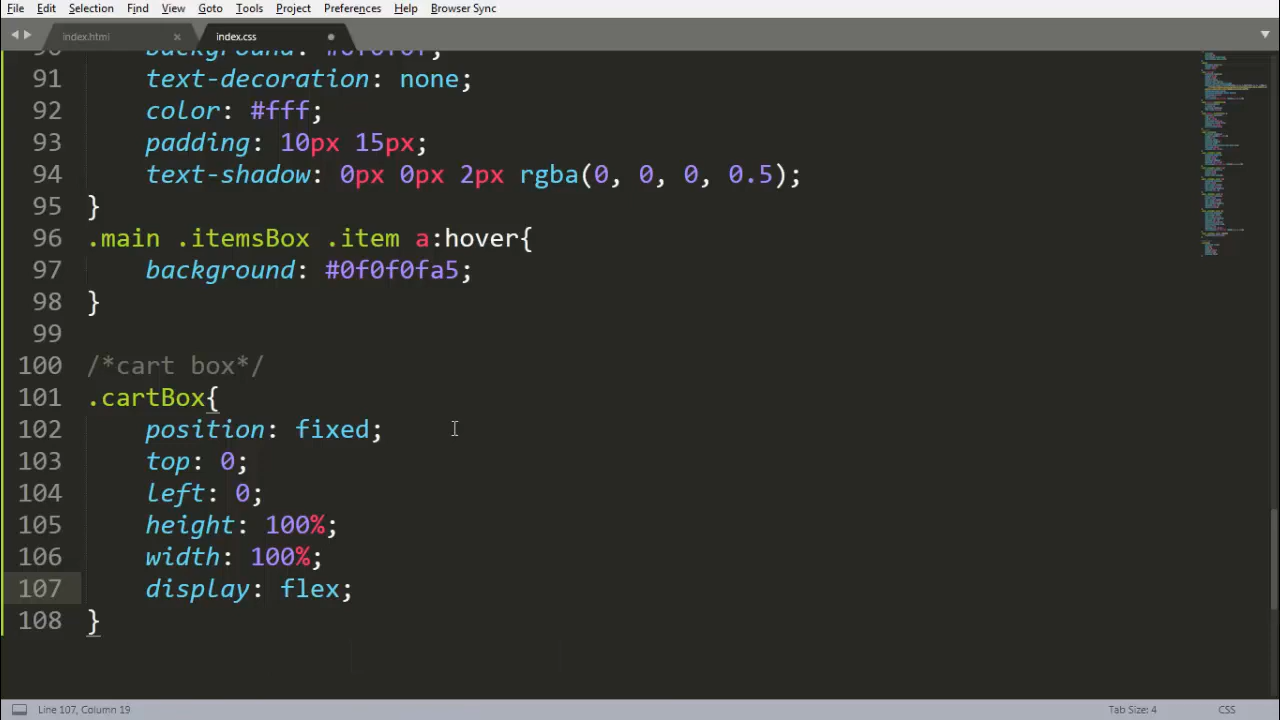 File Edit Selection Find View Goto Tools Project Preferences Help Browser Sync
index.html × index.css
91 text-decoration: none;
92 color: #fff;
93 padding: 10px 15px;
94 text-shadow: 0px 0px 2px rgba(0, 0, 0, 0.5);
95 }
96 .main .itemsBox .item a:hover{
97 background: #0f0f0fa5;
98 }
99
100 /*cart box*/
101 .cartBox{
102 position: fixed;
103 top: 0;
104 left: 0;
105 height: 100%;
106 width: 100%;
107 display: flex;
108 }
Line 107, Column 19 Tab Size: 4 CSS